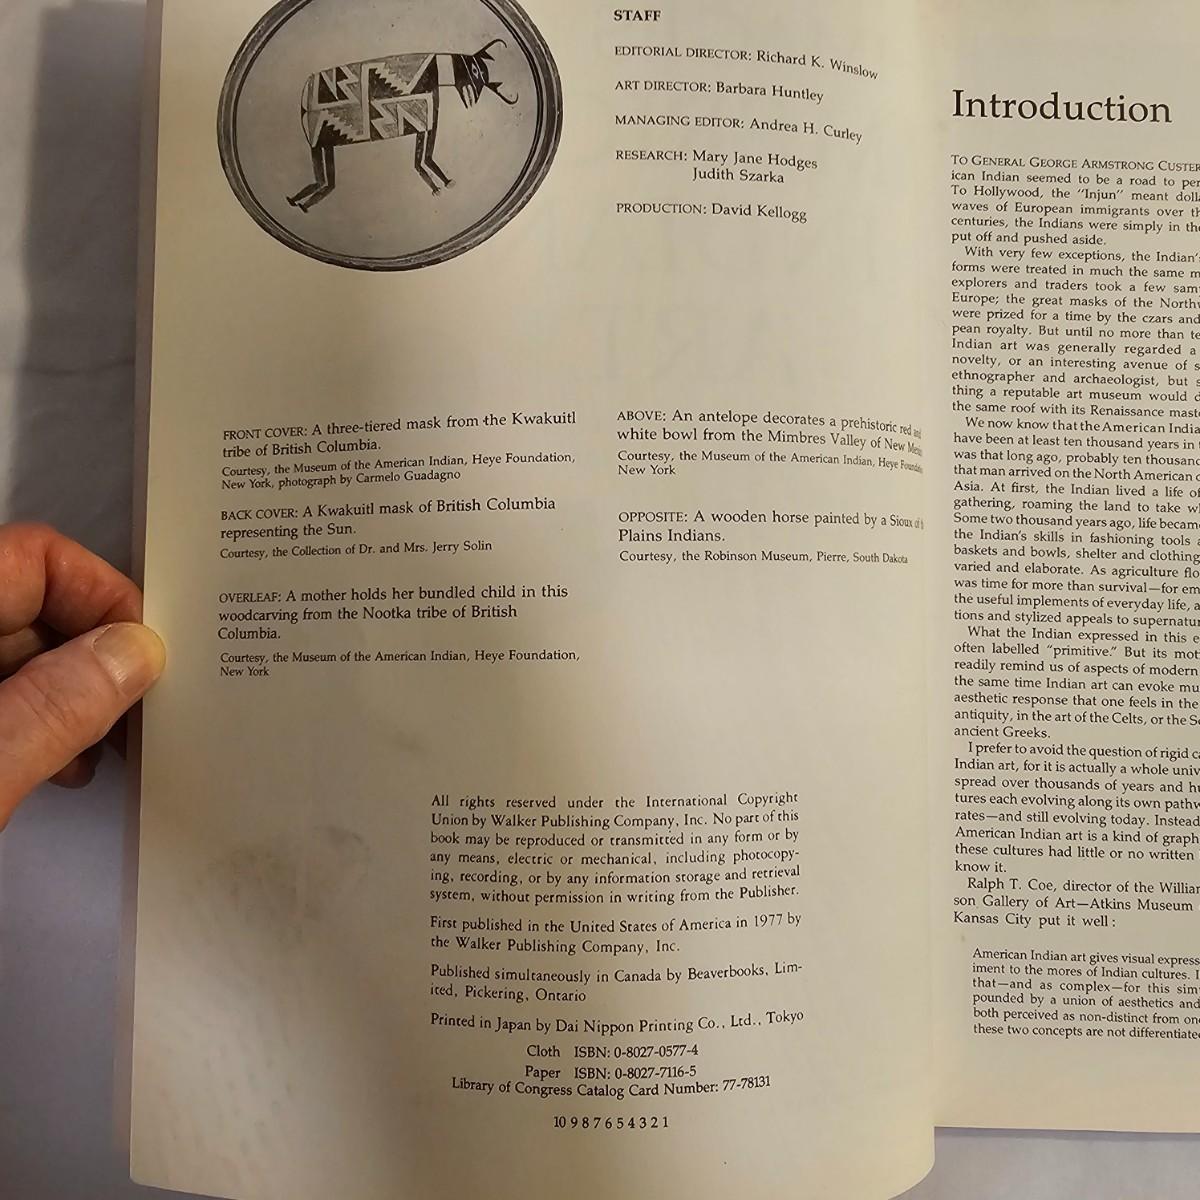 STAFF
EDITORIAL DIRECTOR: Richard K. Winslow
ART DIRECTOR: Barbara Huntley
MANAGING EDITOR: Andrea H. Curley
RESEARCH: Mary Jane Hodges
Judith Szarka
PRODUCTION: David Kellogg
FRONT COVER: A three-tiered mask from the Kwakuitl
tribe of British Columbia.
Courtesy, the Museum of the American Indian, Heye Foundation,
New York, photograph by Carmelo Guadagno
BACK COVER: A Kwakuitl mask of British Columbia
representing the Sun.
Courtesy, the Collection of Dr. and Mrs. Jerry Solin
OVERLEAF: A mother holds her bundled child in this
woodcarving from the Nootka tribe of British
Columbia.
Courtesy, the Museum of the American Indian, Heye Foundation,
New York
ABOVE: An antelope decorates a prehistoric red and
white bowl from the Mimbres Valley of New
Courtesy, the Museum of the American Indian, Heye
New York
OPPOSITE: A wooden horse painted by a Sioux of
Plains Indians.
Courtesy, the Robinson Museum, Pierre, South Dakota
All rights reserved under the International Copyright
Union by Walker Publishing Company, Inc. No part of this
book may be reproduced or transmitted in any form or by
any means, electric or mechanical, including photocopy-
ing, recording, or by any information storage and retrieval
system, without permission in writing from the Publisher.
First published in the United States of America in 1977 by
the Walker Publishing Company, Inc.
Published simultaneously in Canada by Beaverbooks, Lim-
ited, Pickering, Ontario
Printed in Japan by Dai Nippon Printing Co., Ltd., Tokyo
Cloth ISBN: 0-8027-0577-4
Paper ISBN: 0-8027-7116-5
Library of Congress Catalog Card Number: 77-78131
10 9 8 7 6 5 4 3 2 1
Introduction
TO GENERAL GEORGE ARMSTRONG CUSTER
ican Indian seemed to be a road to per
To Hollywood, the "Injun" meant doll
waves of European immigrants over th
centuries, the Indians were simply in the
put off and pushed aside.
With very few exceptions, the Indian'
forms were treated in much the same m
explorers and traders took a few sam
Europe; the great masks of the North
were prized for a time by the czars and
pean royalty. But until no more than te
Indian art was generally regarded a
novelty, or an interesting avenue of s
ethnographer and archaeologist, but s
thing a reputable art museum would d
the same roof with its Renaissance mast
We now know that the American India
have been at least ten thousand years in
was that long ago, probably ten thousand
that man arrived on the North American c
Asia. At first, the Indian lived a life of
gathering, roaming the land to take wh
Some two thousand years ago, life became
the Indian's skills in fashioning tools a
baskets and bowls, shelter and clothing
varied and elaborate. As agriculture flo
was time for more than survival—for em
the useful implements of everyday life, a
tions and stylized appeals to supernatur
What the Indian expressed in this e
often labelled "primitive." But its mot
readily remind us of aspects of modern
the same time Indian art can evoke mu
aesthetic response that one feels in the
antiquity, in the art of the Celts, or the Sc
ancient Greeks.
I prefer to avoid the question of rigid ca
Indian art, for it is actually a whole univ
spread over thousands of years and hu
tures each evolving along its own pathw
rates—and still evolving today. Instead
American Indian art is a kind of graph
these cultures had little or no written
know it.
Ralph T. Coe, director of the William
son Gallery of Art—Atkins Museum
Kansas City put it well :
American Indian art gives visual express
iment to the mores of Indian cultures. I
that—and as complex—for this sim
pounded by a union of aesthetics and
both perceived as non-distinct from one
these two concepts are not differentiated